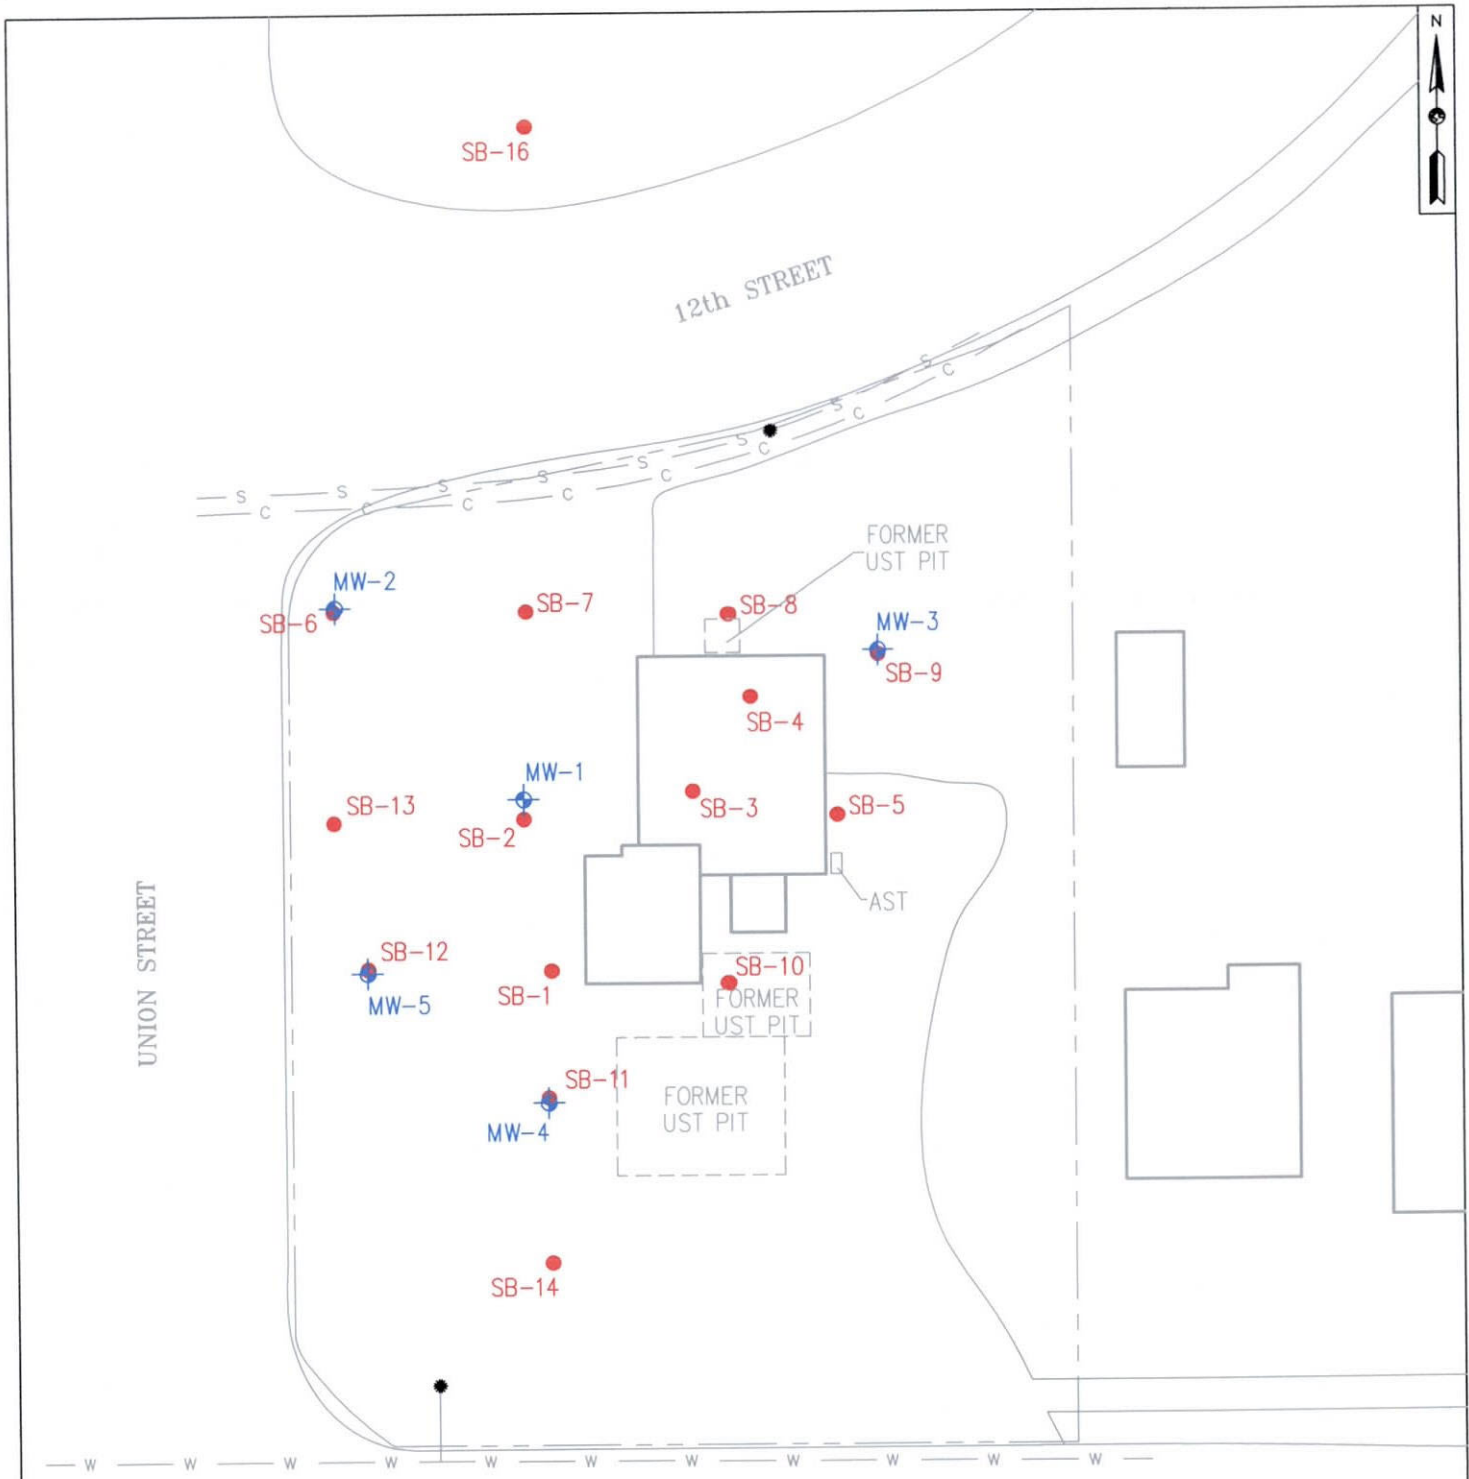 N
SB-16
12th STREET
S
C
S
C
S
C
S
C
S
C
S
S
S
C
S
C
S
C
FORMER
UST PIT
MW-2
SB-6
SB-7
SB-8
MW-3
SB-9
SB-4
MW-1
SB-13
SB-2
SB-3
SB-5
AST
UNION STREET
SB-12
MW-5
SB-1
SB-10
FORMER
UST PIT
SB-11
MW-4
FORMER
UST PIT
SB-14
W W W W W W W W W W W